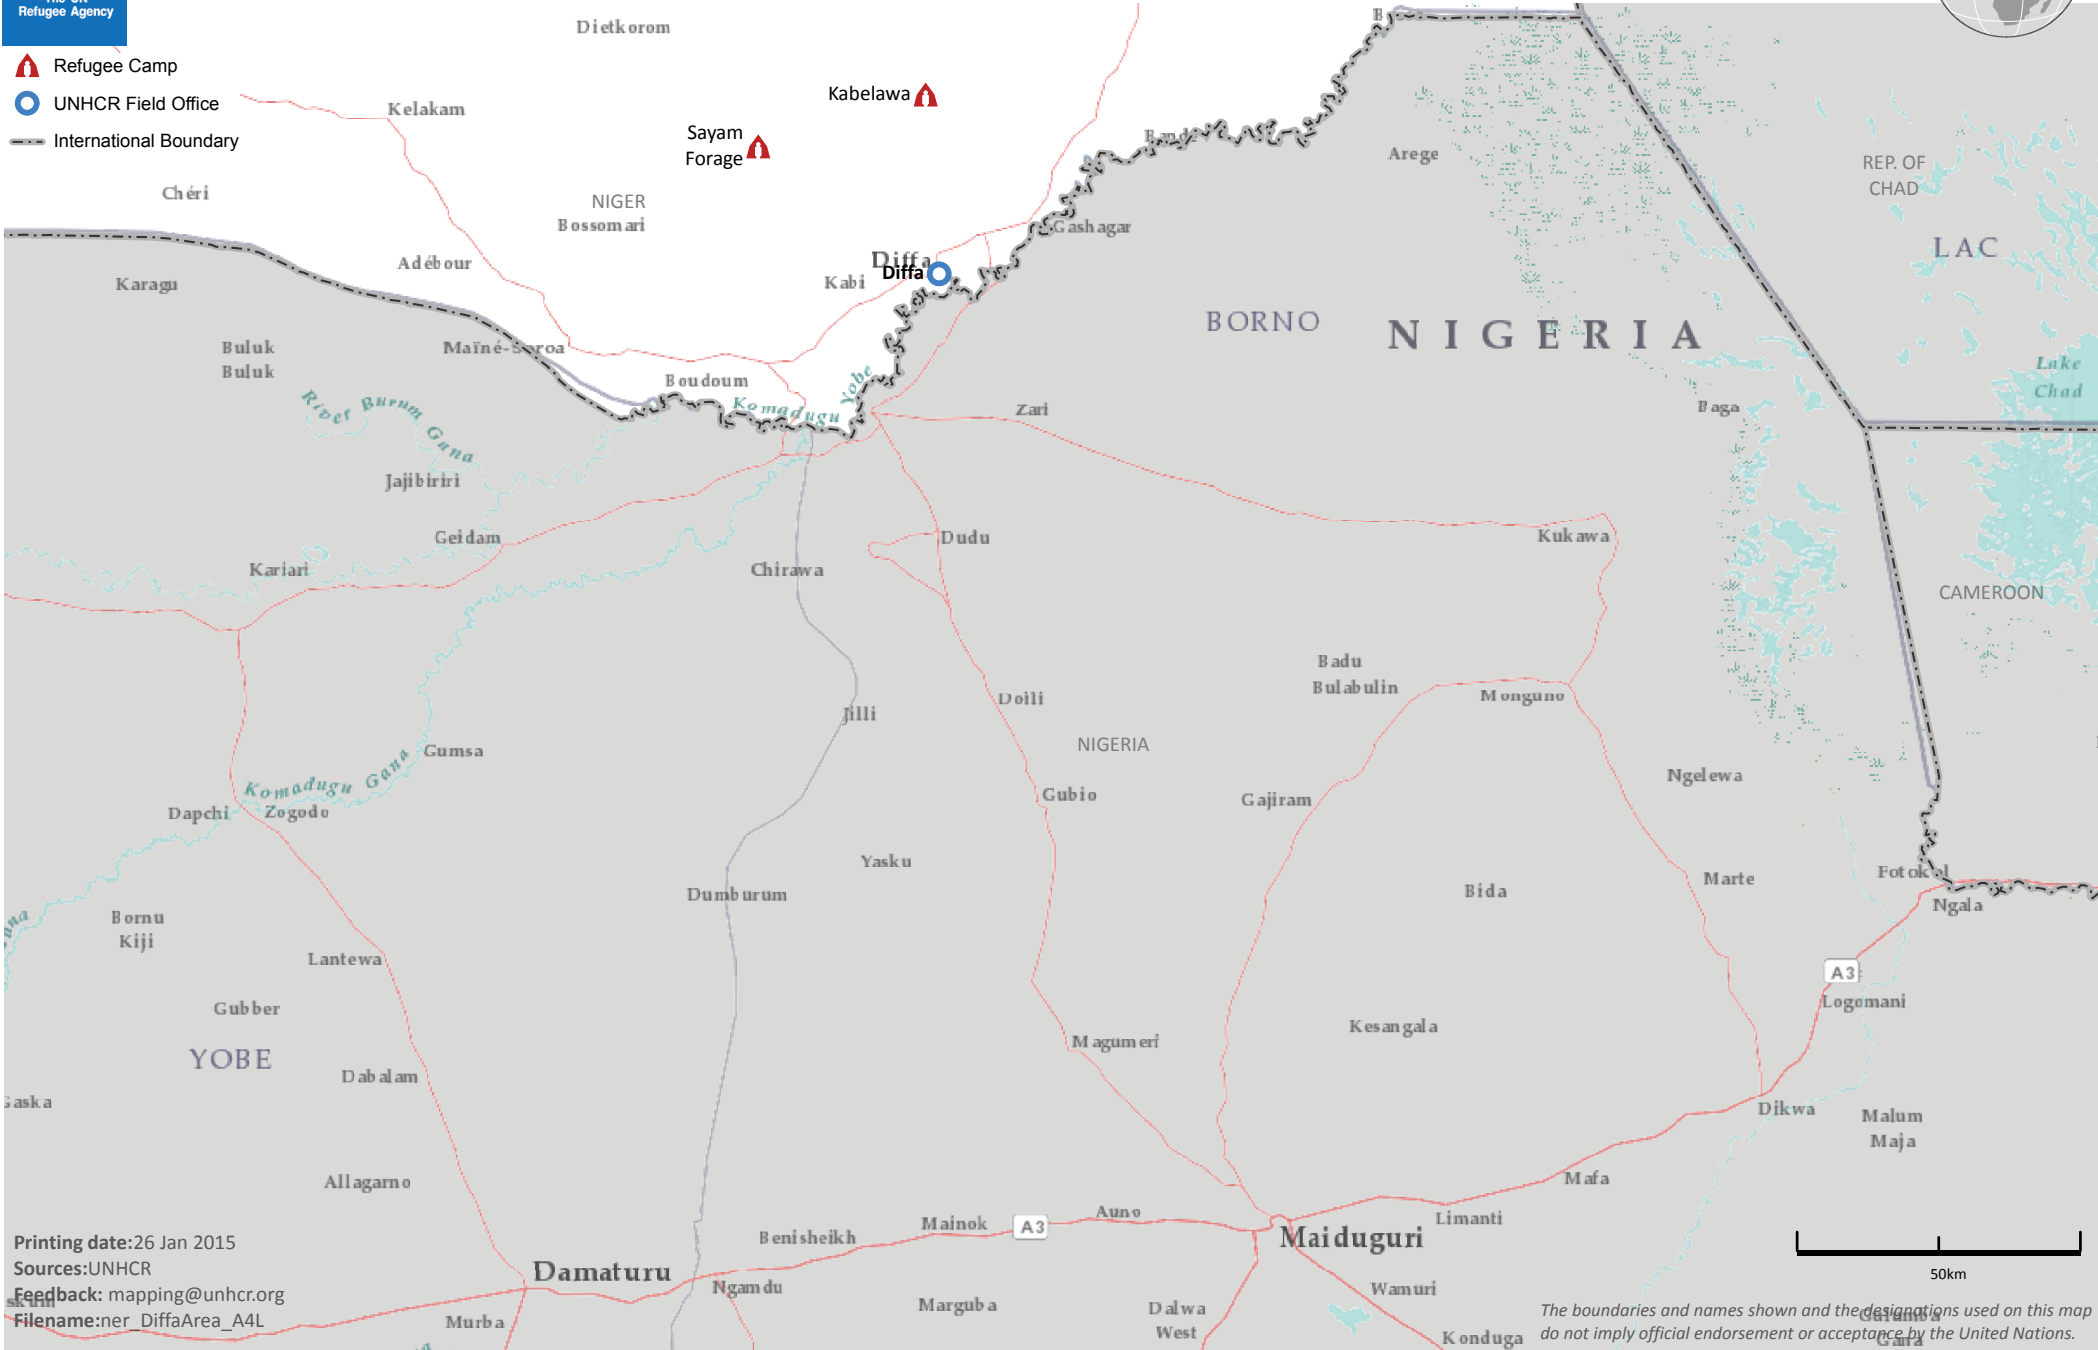 The UN
Refugee Agency
Refugee Camp
UNHCR Field Office
International Boundary
Dietkorom
Kelakam
Kabelawa
Sayam
Forage
Chéri
NIGER
Bossomari
Arege
REP. OF
CHAD
Gashagar
LAC
Adébour
Diffa
Diffa
Kabi
Karagu
BORNO
NIGERIA
Buluk
Buluk
Maïné-Soroa
Boudoum
Lake
Chad
River Burum Gana
Komadugu Yobe
Zari
Baga
Jajibiriri
Geidam
Dudu
Kukawa
Kariari
Chirawa
CAMEROON
Badu
Bulabulin
Monguno
Doili
Jilli
NIGERIA
Gumsa
Ngelewa
Komadugu Gana
Gubio
Gajiram
Dapchi
Zogodo
Yasku
Dumburum
Bida
Marte
Fotokol
Ngala
Bornu
Kiji
Lantewa
A3
Logomani
Gubber
Kesangala
Magumeri
YOBE
Dabalam
Dikwa
Malum
Maja
Allagarno
Mafa
Auno
Mainok
A3
Limanti
Benisheikh
Maiduguri
Damaturu
Ngamdu
Wamuri
Marguba
Dalwa
West
Murba
Konduga
50km
Printing date:26 Jan 2015
Sources:UNHCR
Feedback: mapping@unhcr.org
Filename:ner_DiffaArea_A4L
The boundaries and names shown and the designations used on this map
do not imply official endorsement or acceptance by the United Nations.